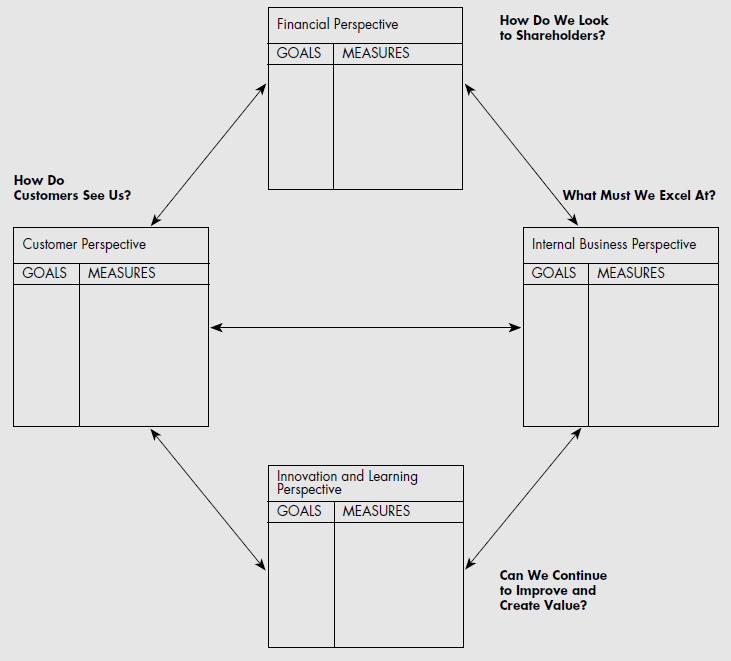 Financial Perspective
GOALS MEASURES
How Do We Look
to Shareholders?
How Do
Customers See Us?
Customer Perspective
GOALS MEASURES
What Must We Excel At?
Internal Business Perspective
GOALS MEASURES
Innovation and Learning
Perspective
GOALS MEASURES
Can We Continue
to Improve and
Create Value?